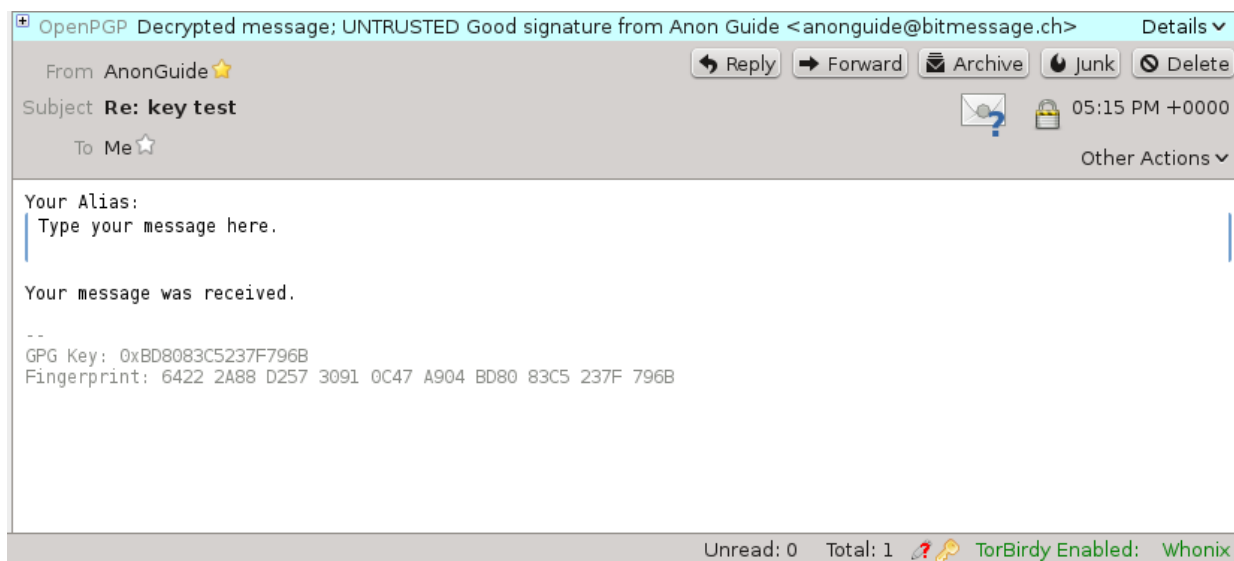 OpenPGP Decrypted message; UNTRUSTED Good signature from Anon Guide <anonguide@bitmessage.ch> Details
From AnonGuide Reply Forward Archive Junk Delete
Subject Re: key test 05:15 PM +0000
To Me
Other Actions
Your Alias:
Type your message here.
Your message was received.
--
GPG Key: 0xBD8083C5237F796B
Fingerprint: 6422 2A88 D257 3091 0C47 A904 BD80 83C5 237F 796B
Unread: 0 Total: 1 TorBirdy Enabled: Whonix